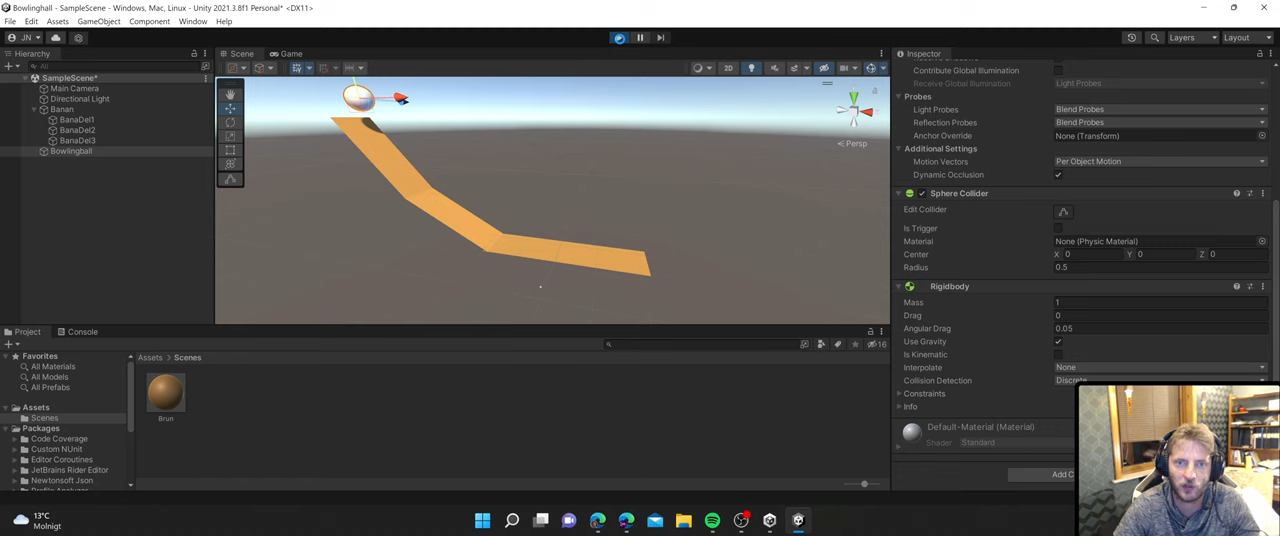 Bowlinghall - SampleScene - Windows, Mac, Linux - Unity 2021.3.8f1 Personal* <DX11>
File Edit Assets GameObject Component Window Help
JN
Layers
Layout
Hierarchy
All
SampleScene*
Main Camera
Directional Light
Banan
BanaDel1
BanaDel2
BanaDel3
Bowlingball
Scene
Game
2D
Persp
Inspector
Contribute Global Illumination
Receive Global Illumination Light Probes
Probes
Light Probes Blend Probes
Reflection Probes Blend Probes
Anchor Override None (Transform)
Additional Settings
Motion Vectors Per Object Motion
Dynamic Occlusion
Sphere Collider
Edit Collider
Is Trigger
Material None (Physic Material)
Center X 0 Y 0 Z 0
Radius 0.5
Rigidbody
Mass 1
Drag 0
Angular Drag 0.05
Use Gravity
Is Kinematic
Interpolate None
Collision Detection Discrete
Constraints
Info
Default-Material (Material)
Shader Standard
Add C
Project
Console
16
Favorites
All Materials
All Models
All Prefabs
Assets
Scenes
Packages
Code Coverage
Custom NUnit
Editor Coroutines
JetBrains Rider Editor
Newtonsoft Json
Assets > Scenes
Brun
13°C
Molnigt